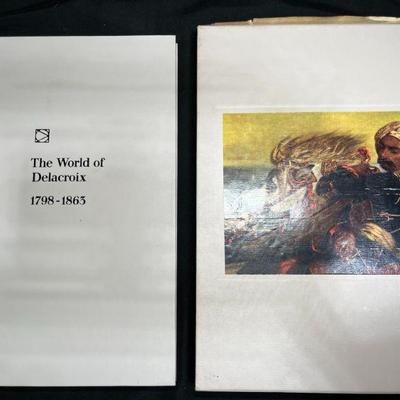 The World of
Delacroix
1798-1863